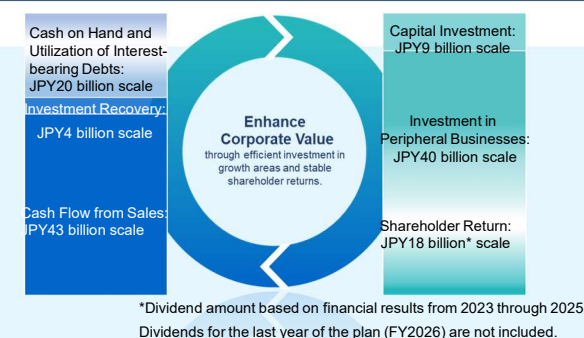 Cash on Hand and
Utilization of Interest-
bearing Debts:
JPY20 billion scale
Investment Recovery:
JPY4 billion scale
Cash Flow from Sales:
JPY43 billion scale
Enhance
Corporate Value
through efficient investment in
growth areas and stable
shareholder returns.
Capital Investment:
JPY9 billion scale
Investment in
Peripheral Businesses:
JPY40 billion scale
Shareholder Return:
JPY18 billion* scale
*Dividend amount based on financial results from 2023 through 2025
Dividends for the last year of the plan (FY2026) are not included.